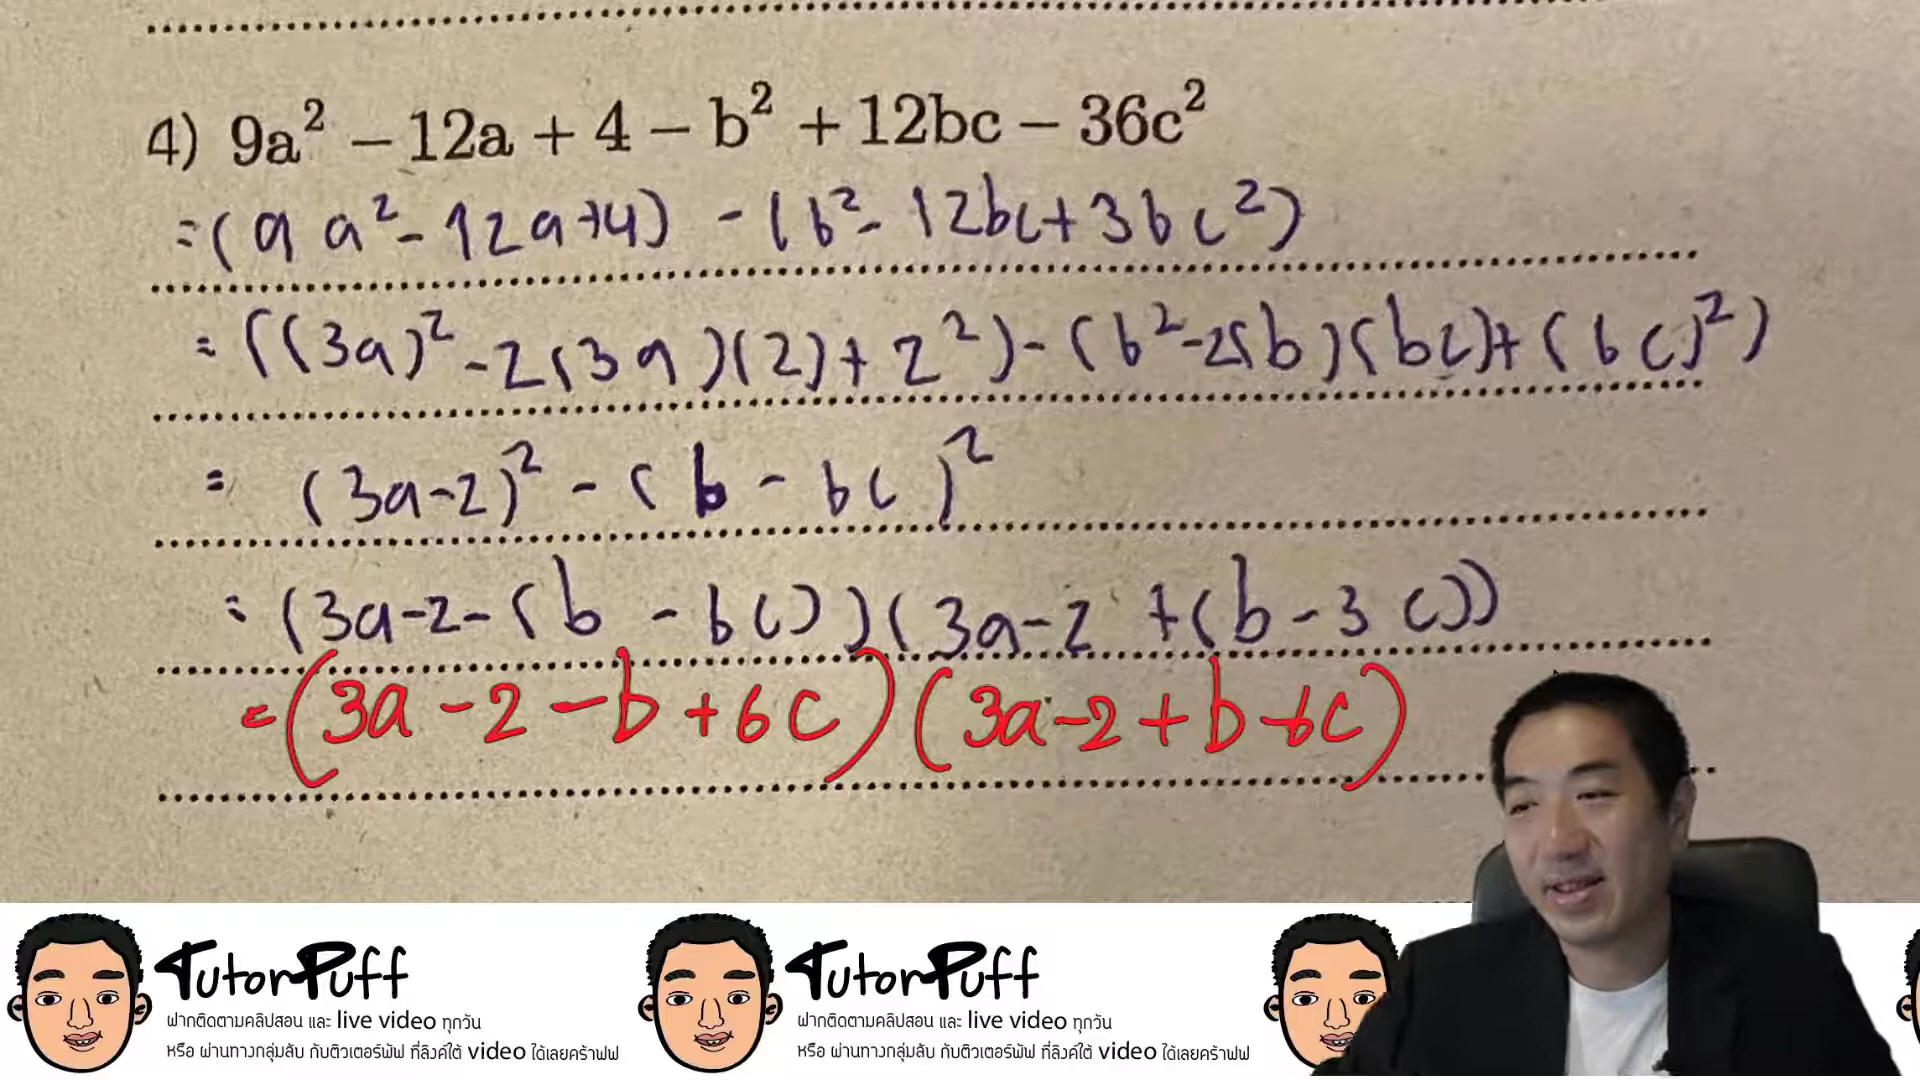 4) 9a² − 12a + 4 − b² + 12bc − 36c²
= (9a² - 12a+4) - (b² - 12bc+36c²)
= ((3a)² - 2(3a)(2) + 2²) - (b² - 2(b)(6c) + (6c)²)
= (3a-2)² - (b - 6c)²
= (3a-2-(b - 6c))(3a-2 +(b-3c))
= (3a - 2 - b + 6c) (3a - 2 + b - 6c)
TutorPuff
ฝากติดตามคลิปสอน และ live video ทุกวัน
หรือ ผ่านทางกลุ่มลับ กับติวเตอร์พัฟ ที่ลิงค์ใต้ video ได้เลยคร้าฟฟ
TutorPuff
ฝากติดตามคลิปสอน และ live video ทุกวัน
หรือ ผ่านทางกลุ่มลับ กับติวเตอร์พัฟ ที่ลิงค์ใต้ video ได้เลยคร้าฟฟ